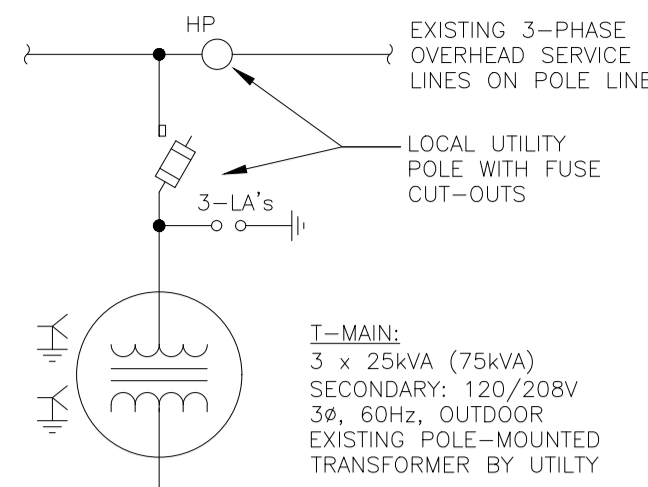 HP
EXISTING 3-PHASE
OVERHEAD SERVICE
LINES ON POLE LINE
LOCAL UTILITY
POLE WITH FUSE
CUT-OUTS
3-LA's
T-MAIN:
3 x 25kVA (75kVA)
SECONDARY: 120/208V
3Ø, 60Hz, OUTDOOR
EXISTING POLE-MOUNTED
TRANSFORMER BY UTILTY